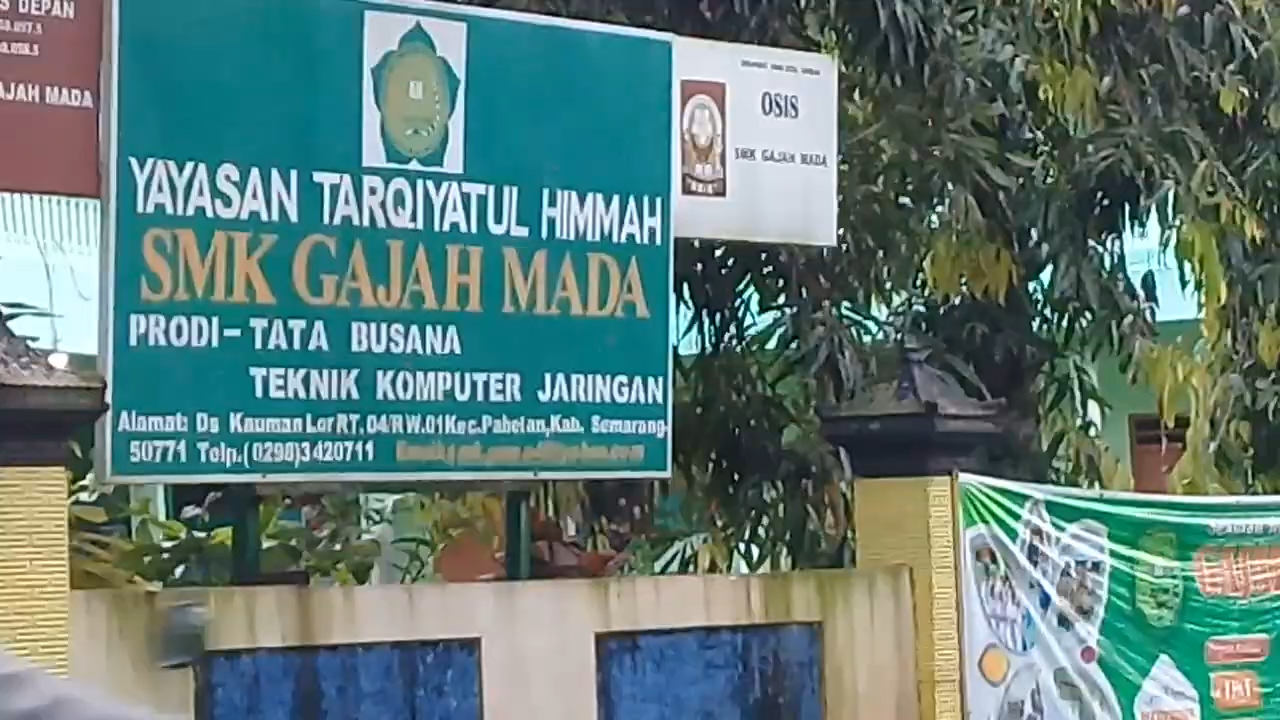 S DEPAN
AJAH MADA
YAYASAN TARQIYATUL HIMMAH
SMK GAJAH MADA
PRODI - TATA BUSANA
TEKNIK KOMPUTER JARINGAN
Alamat: Ds Kauman Lor RT. 04/RW.01 Kec. Pabelan, Kab. Semarang
50771 Telp. (0298)3420711
OSIS
SMK GAJAH MADA